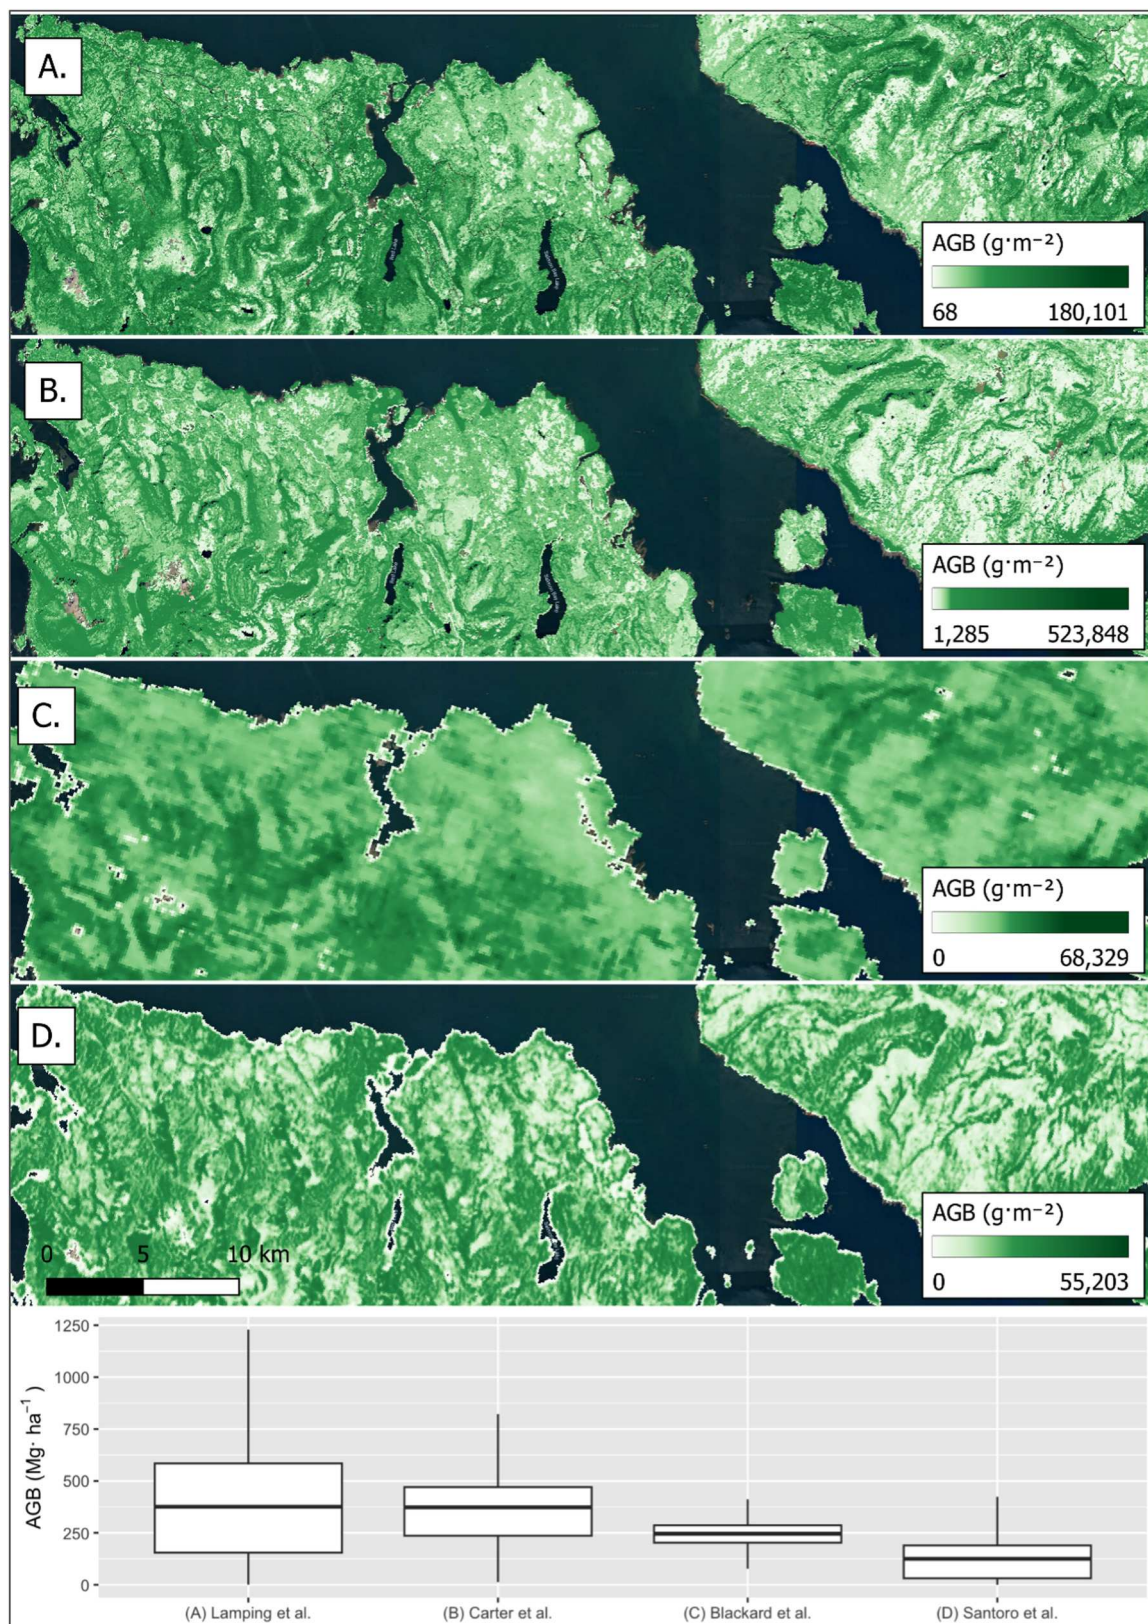 A.
AGB (g·m⁻²)
68 180,101
B.
AGB (g·m⁻²)
1,285 523,848
C.
AGB (g·m⁻²)
0 68,329
D.
AGB (g·m⁻²)
0 55,203
0 5 10 km
AGB (Mg· ha⁻¹)
1250
1000
750
500
250
0
(A) Lamping et al.
(B) Carter et al.
(C) Blackard et al.
(D) Santoro et al.